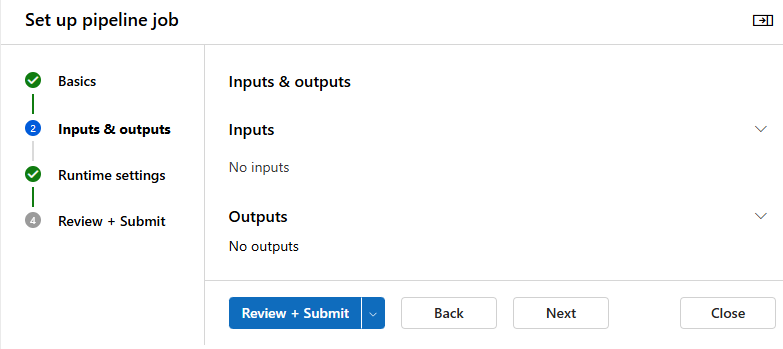 Set up pipeline job
Basics
2 Inputs & outputs
Runtime settings
4 Review + Submit
Inputs & outputs
Inputs
No inputs
Outputs
No outputs
Review + Submit Back Next Close